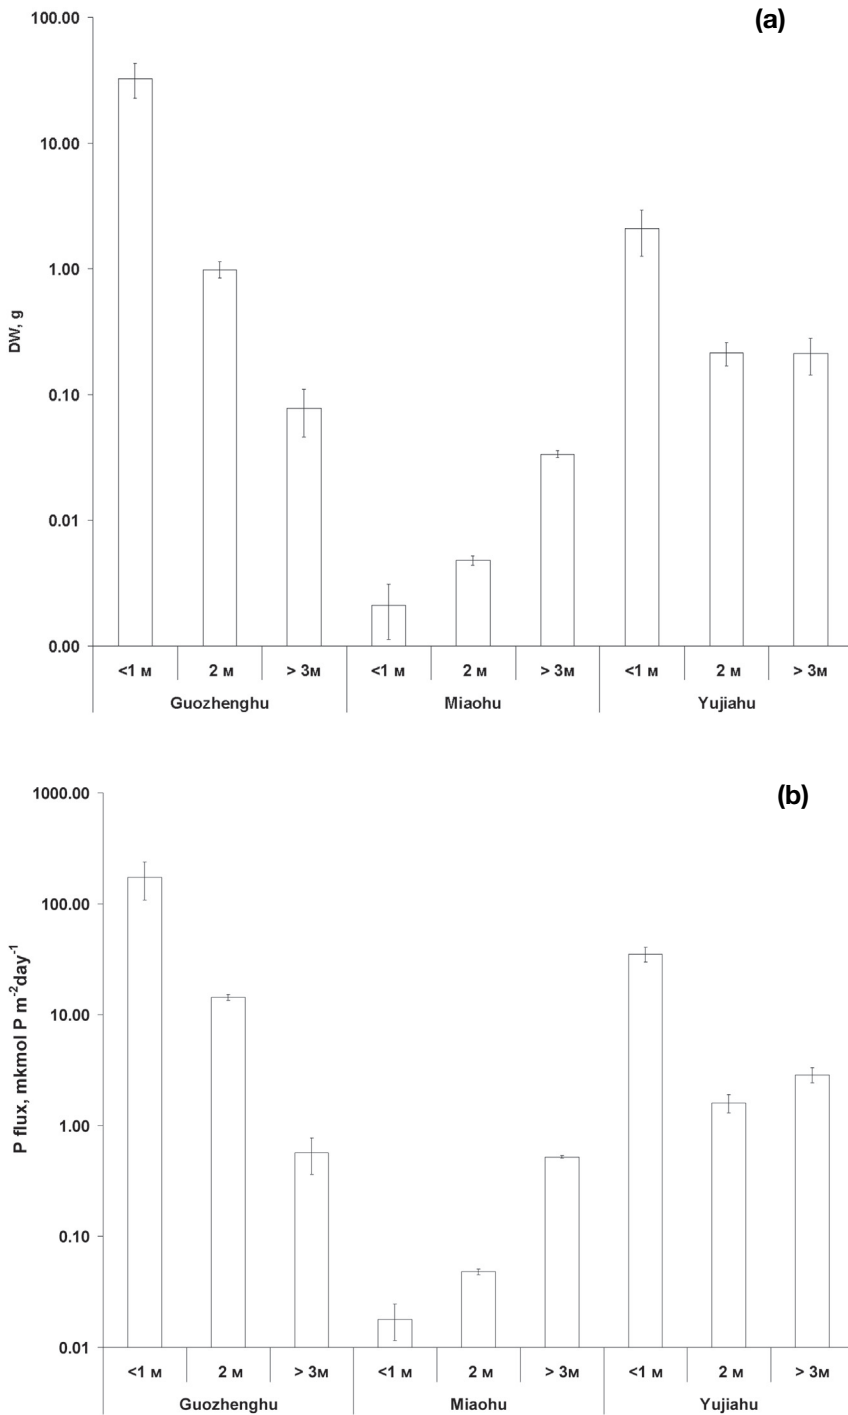 (a)
100.00
10.00
1.00
0.10
0.01
0.00
DW, g
<1 м 2 м > 3м <1 м 2 м > 3м <1 м 2 м > 3м
Guozhenghu Miaohu Yujiahu
(b)
1000.00
100.00
10.00
1.00
0.10
0.01
P flux, mkmol P m⁻²day⁻¹
<1 м 2 м > 3м <1 м 2 м > 3м <1 м 2 м > 3м
Guozhenghu Miaohu Yujiahu